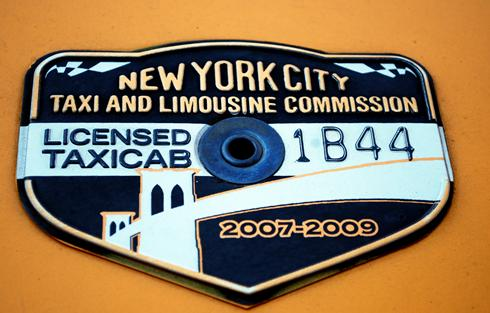 NEW YORK CITY
TAXI AND LIMOUSINE COMMISSION
LICENSED
TAXICAB
1B44
2007-2009